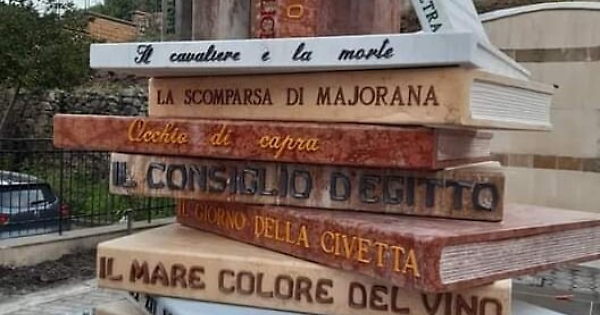 Il cavaliere e la morte
LA SCOMPARSA DI MAJORANA
Occhio di capra
IL CONSIGLIO D'EGITTO
IL GIORNO DELLA CIVETTA
IL MARE COLORE DEL VINO